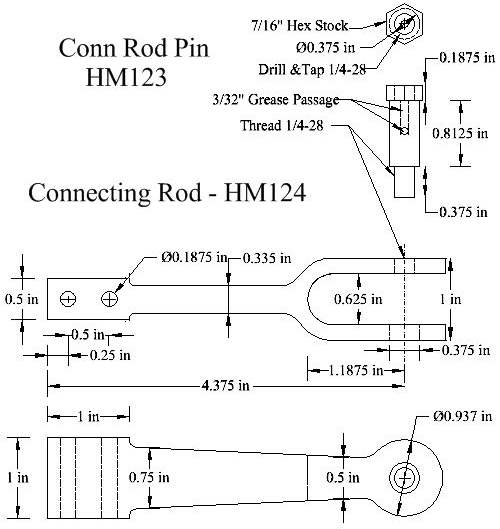 7/16" Hex Stock
Conn Rod Pin
Ø0.375 in
HM123
Drill &Tap 1/4-28
0.1875 in
3/32" Grease Passage
Thread 1/4-28
0.8125 in
Connecting Rod - HM124
0.375 in
Ø0.1875 in
0.335 in
0.5 in
0.625 in
1 in
0.5 in
0.25 in
0.375 in
1.1875 in
4.375 in
1 in
Ø0.937 in
1 in
0.75 in
0.5 in